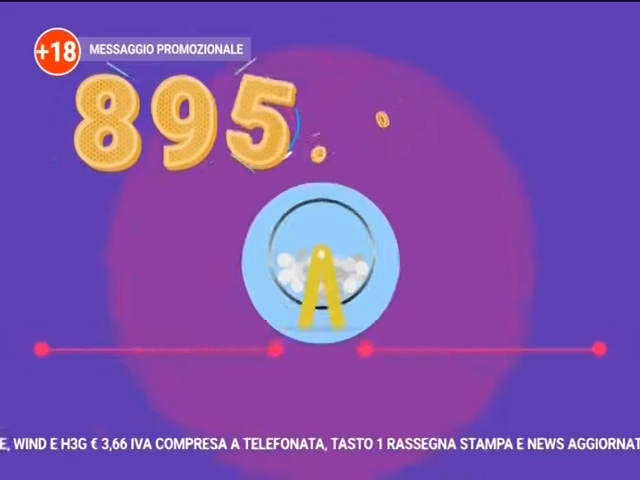 +18 MESSAGGIO PROMOZIONALE
895.
E, WIND E H3G € 3,66 IVA COMPRESA A TELEFONATA, TASTO 1 RASSEGNA STAMPA E NEWS AGGIORNAT